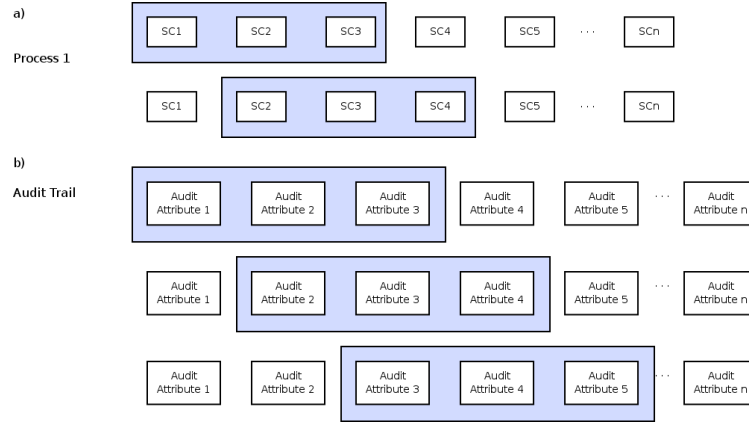 a)
SC1 SC2 SC3 SC4 SC5 ... SCn
Process 1
SC1 SC2 SC3 SC4 SC5 ... SCn
b)
Audit Trail
Audit Audit Audit Audit Audit ... Audit
Attribute 1 Attribute 2 Attribute 3 Attribute 4 Attribute 5 Attribute n
Audit Audit Audit Audit Audit ... Audit
Attribute 1 Attribute 2 Attribute 3 Attribute 4 Attribute 5 Attribute n
Audit Audit Audit Audit Audit ... Audit
Attribute 1 Attribute 2 Attribute 3 Attribute 4 Attribute 5 Attribute n